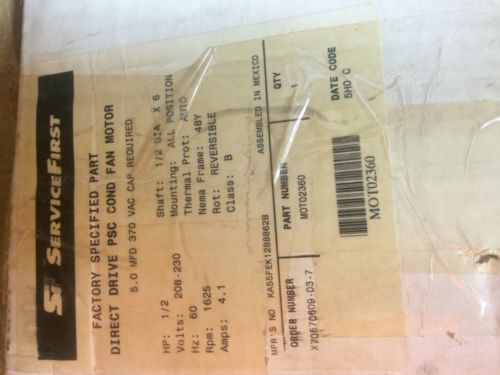 SERVICEFIRST
FACTORY SPECIFIED PART
DIRECT DRIVE PSC COND FAN MOTOR
5.0 MFD 370 VAC CAP REQUIRED
HP: 1/2 Shaft: 1/2 DIA X 6
Volts: 208-230 Mounting: ALL POSITION
Hz: 60 Thermal Prot: AUTO
Rpm: 1625 Nema Frame: 48Y
Amps: 4.1 Rot: REVERSIBLE
Class: B
ASSEMBLED IN MEXICO
MFR'S NO KA55FEK1288862B
ORDER NUMBER PART NUMBER QTY
X70670609-03-7 MOT02360 1
DATE CODE
5H0 C
MOT02360